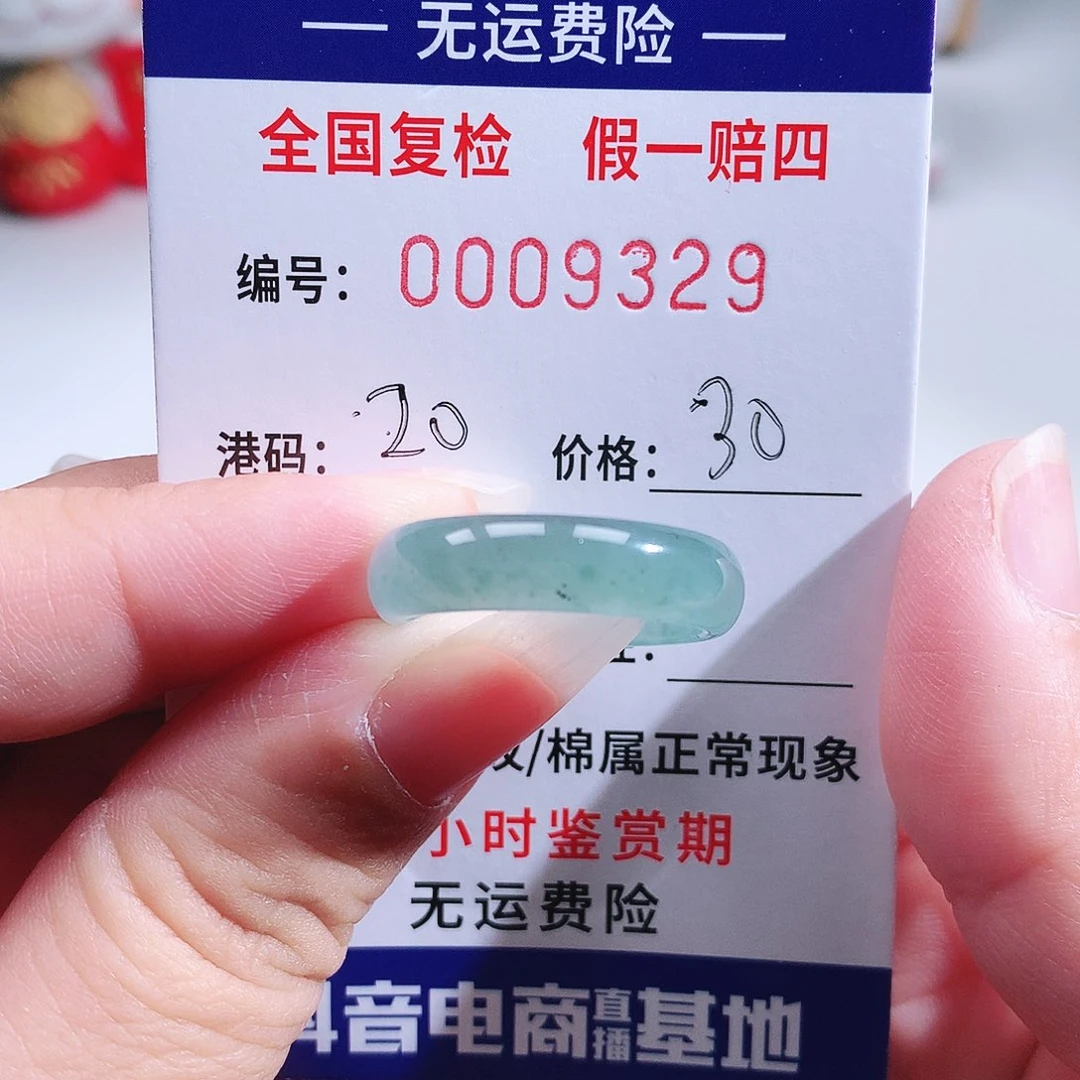 — 无运费险 —
全国复检 假一赔四
编号：0009329
港码：20 价格：30
/棉属正常现象
小时鉴赏期
无运费险
抖音电商直播基地